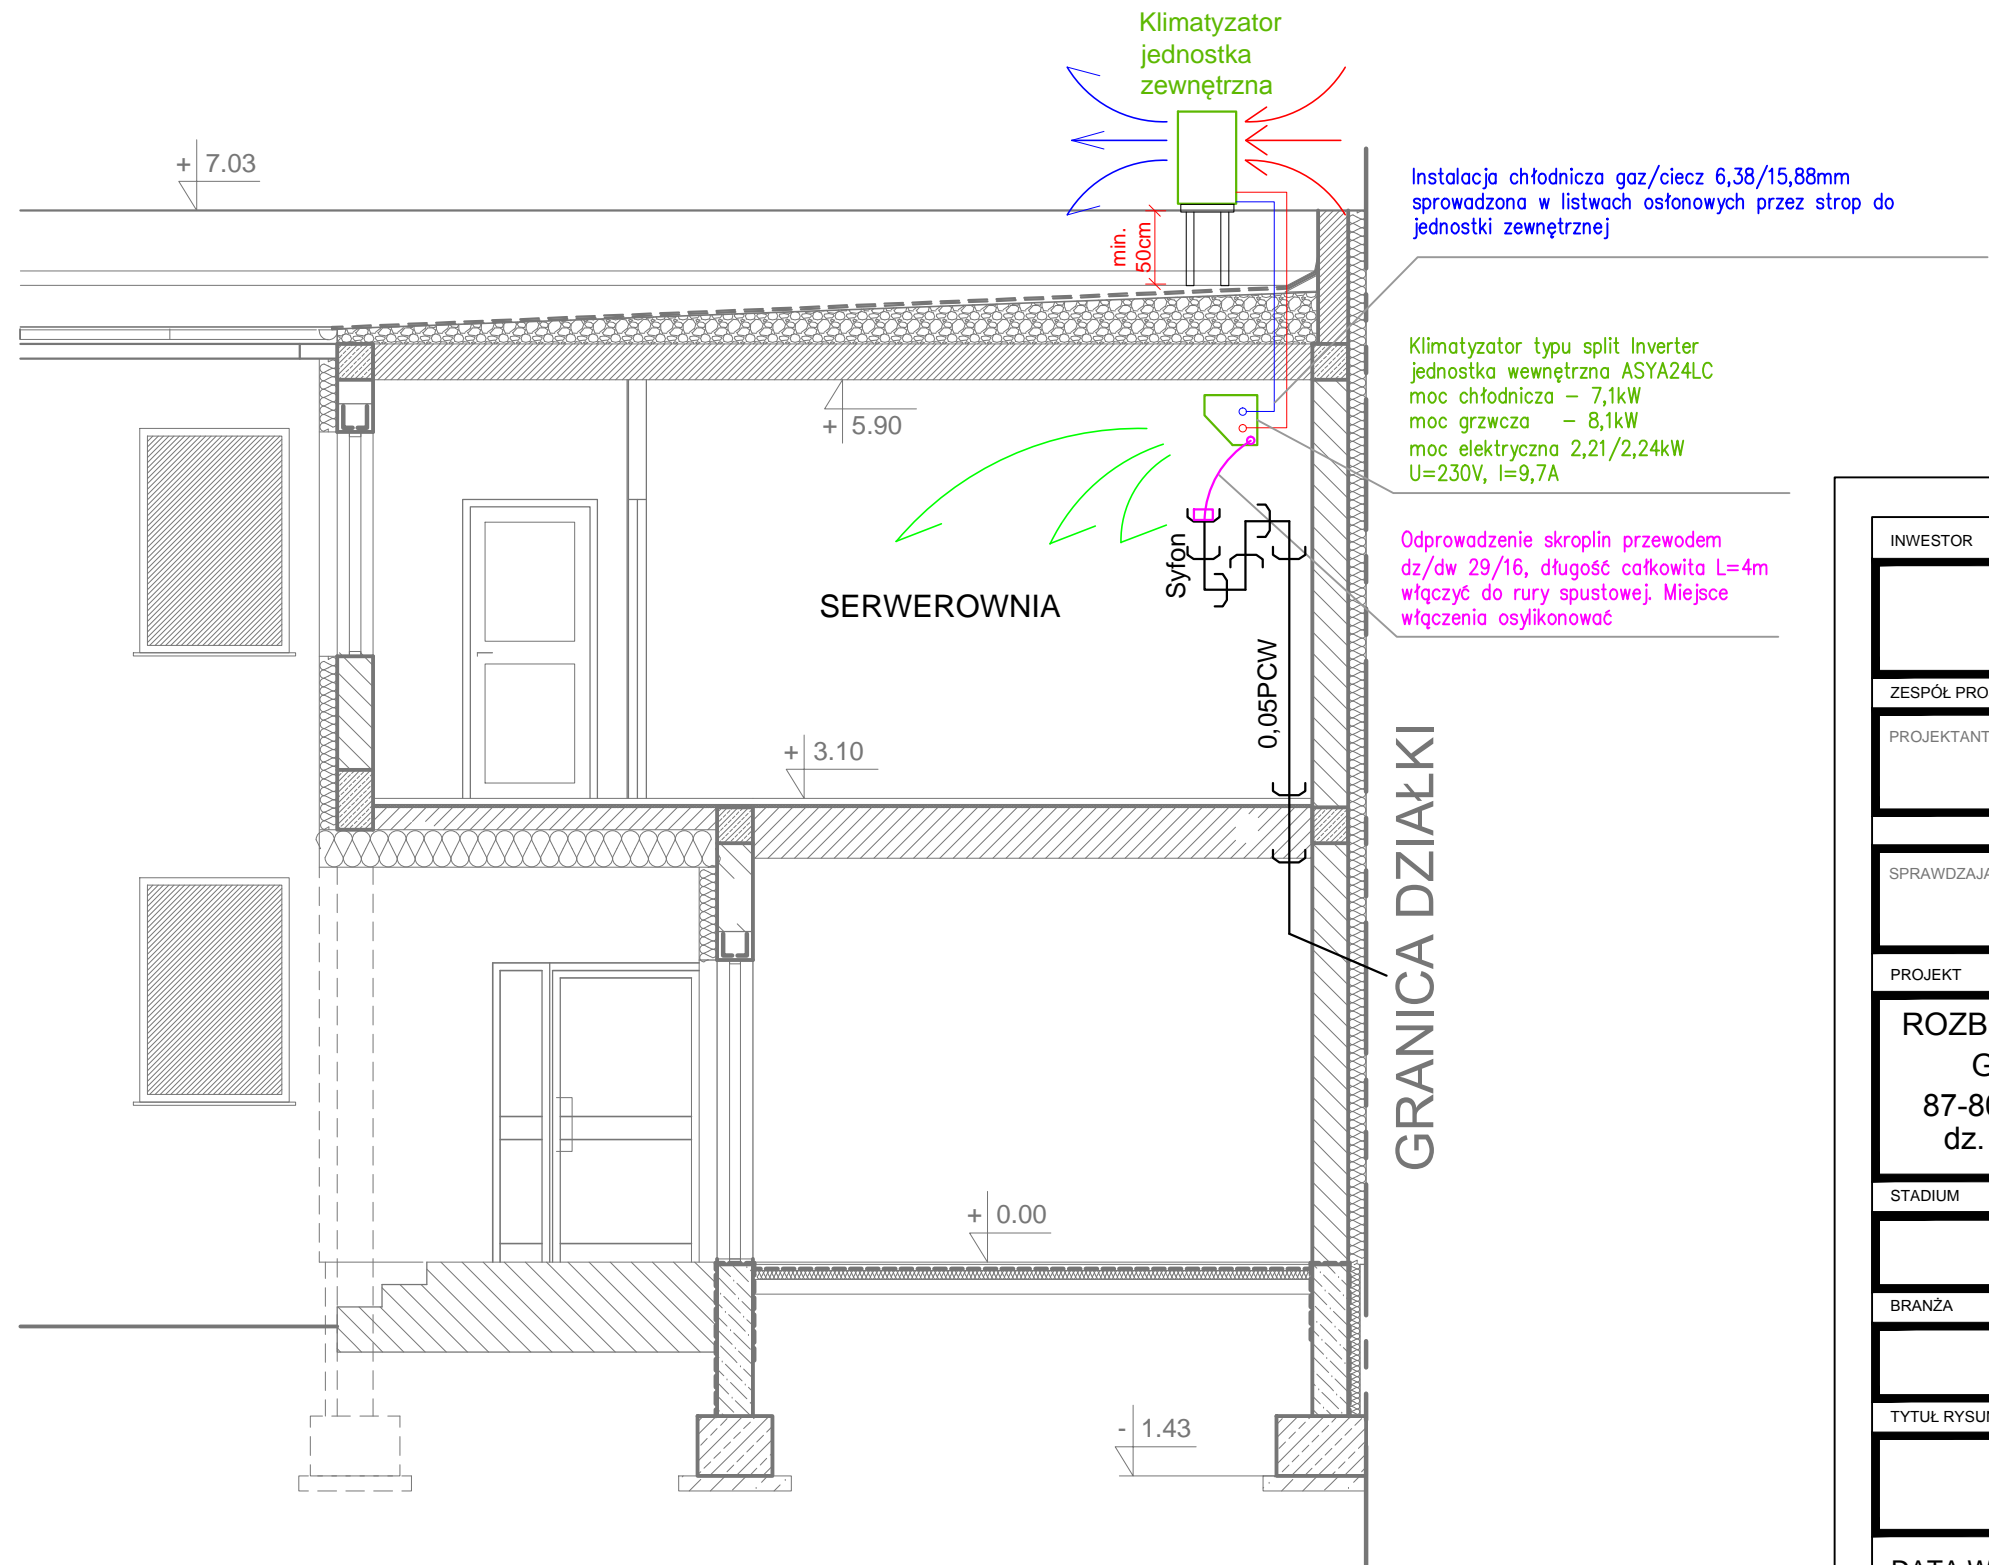 Klimatyzator
jednostka
zewnętrzna
+ 7.03
Instalacja chłodnicza gaz/ciecz 6,38/15,88mm
sprowadzona w listwach osłonowych przez strop do
jednostki zewnętrznej
min.
50cm
Klimatyzator typu split Inverter
jednostka wewnętrzna ASYA24LC
moc chłodnicza – 7,1kW
moc grzwcza – 8,1kW
moc elektryczna 2,21/2,24kW
U=230V, I=9,7A
+ 5.90
Odprowadzenie skroplin przewodem
dz/dw 29/16, długość całkowita L=4m
włączyć do rury spustowej. Miejsce
włączenia osylikonować
Syfon
SERWEROWNIA
0,05PCW
+ 3.10
GRANICA DZIAŁKI
+ 0.00
- 1.43
INWESTOR
ZESPÓŁ PRO
PROJEKTANT
SPRAWDZAJĄ
PROJEKT
ROZB
G
87-80
dz.
STADIUM
BRANŻA
TYTUŁ RYSUN